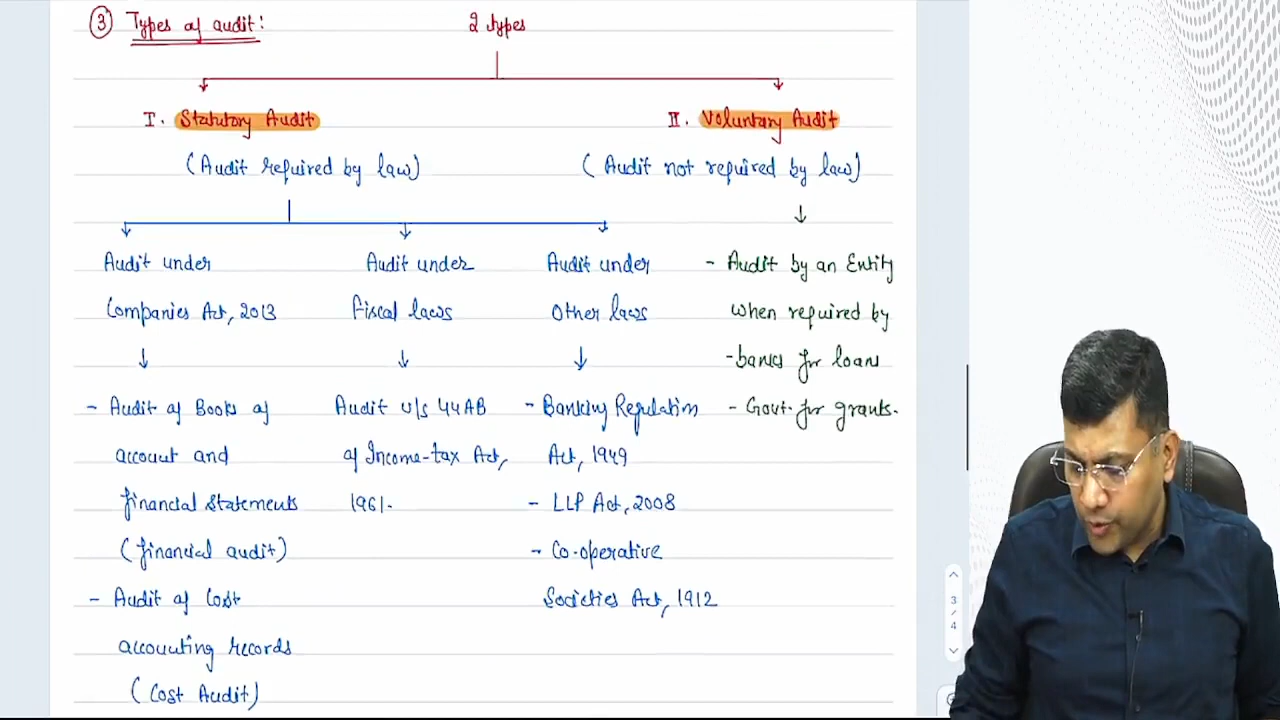 ③ Types of audit:
2 types
I. Statutory Audit
(Audit required by law)
Audit under
Companies Act, 2013
- Audit of Books of
account and
financial statements
(financial audit)
- Audit of Cost
accounting records
(Cost Audit)
Audit under
Fiscal laws
Audit u/s 44AB
of Income-tax Act,
1961.
Audit under
Other laws
- Banking Regulation
Act, 1949
- LLP Act, 2008
- Co-operative
Societies Act, 1912
II. Voluntary Audit
(Audit not required by law)
- Audit by an Entity
when required by
- banks for loans
- Govt. for grants.
3
/
4